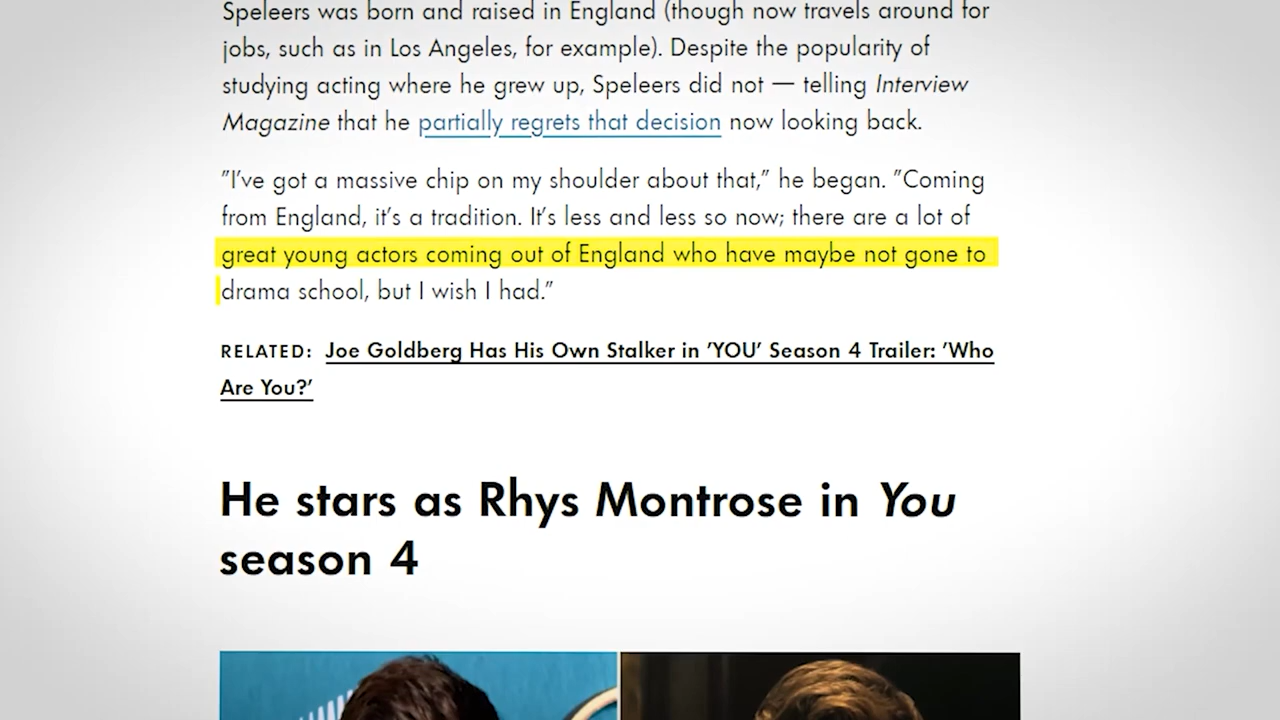 Speleers was born and raised in England (though now travels around for
jobs, such as in Los Angeles, for example). Despite the popularity of
studying acting where he grew up, Speleers did not — telling Interview
Magazine that he partially regrets that decision now looking back.
"I've got a massive chip on my shoulder about that," he began. "Coming
from England, it's a tradition. It's less and less so now; there are a lot of
great young actors coming out of England who have maybe not gone to
drama school, but I wish I had."
RELATED: Joe Goldberg Has His Own Stalker in 'YOU' Season 4 Trailer: 'Who
Are You?'
He stars as Rhys Montrose in You
season 4